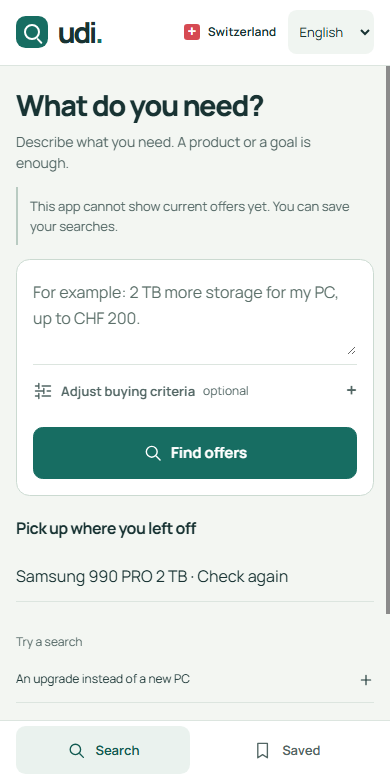 udi.
Switzerland
English
What do you need?
Describe what you need. A product or a goal is
enough.
This app cannot show current offers yet. You can save
your searches.
For example: 2 TB more storage for my PC,
up to CHF 200.
Adjust buying criteria optional +
Find offers
Pick up where you left off
Samsung 990 PRO 2 TB · Check again
Try a search
An upgrade instead of a new PC +
Search
Saved